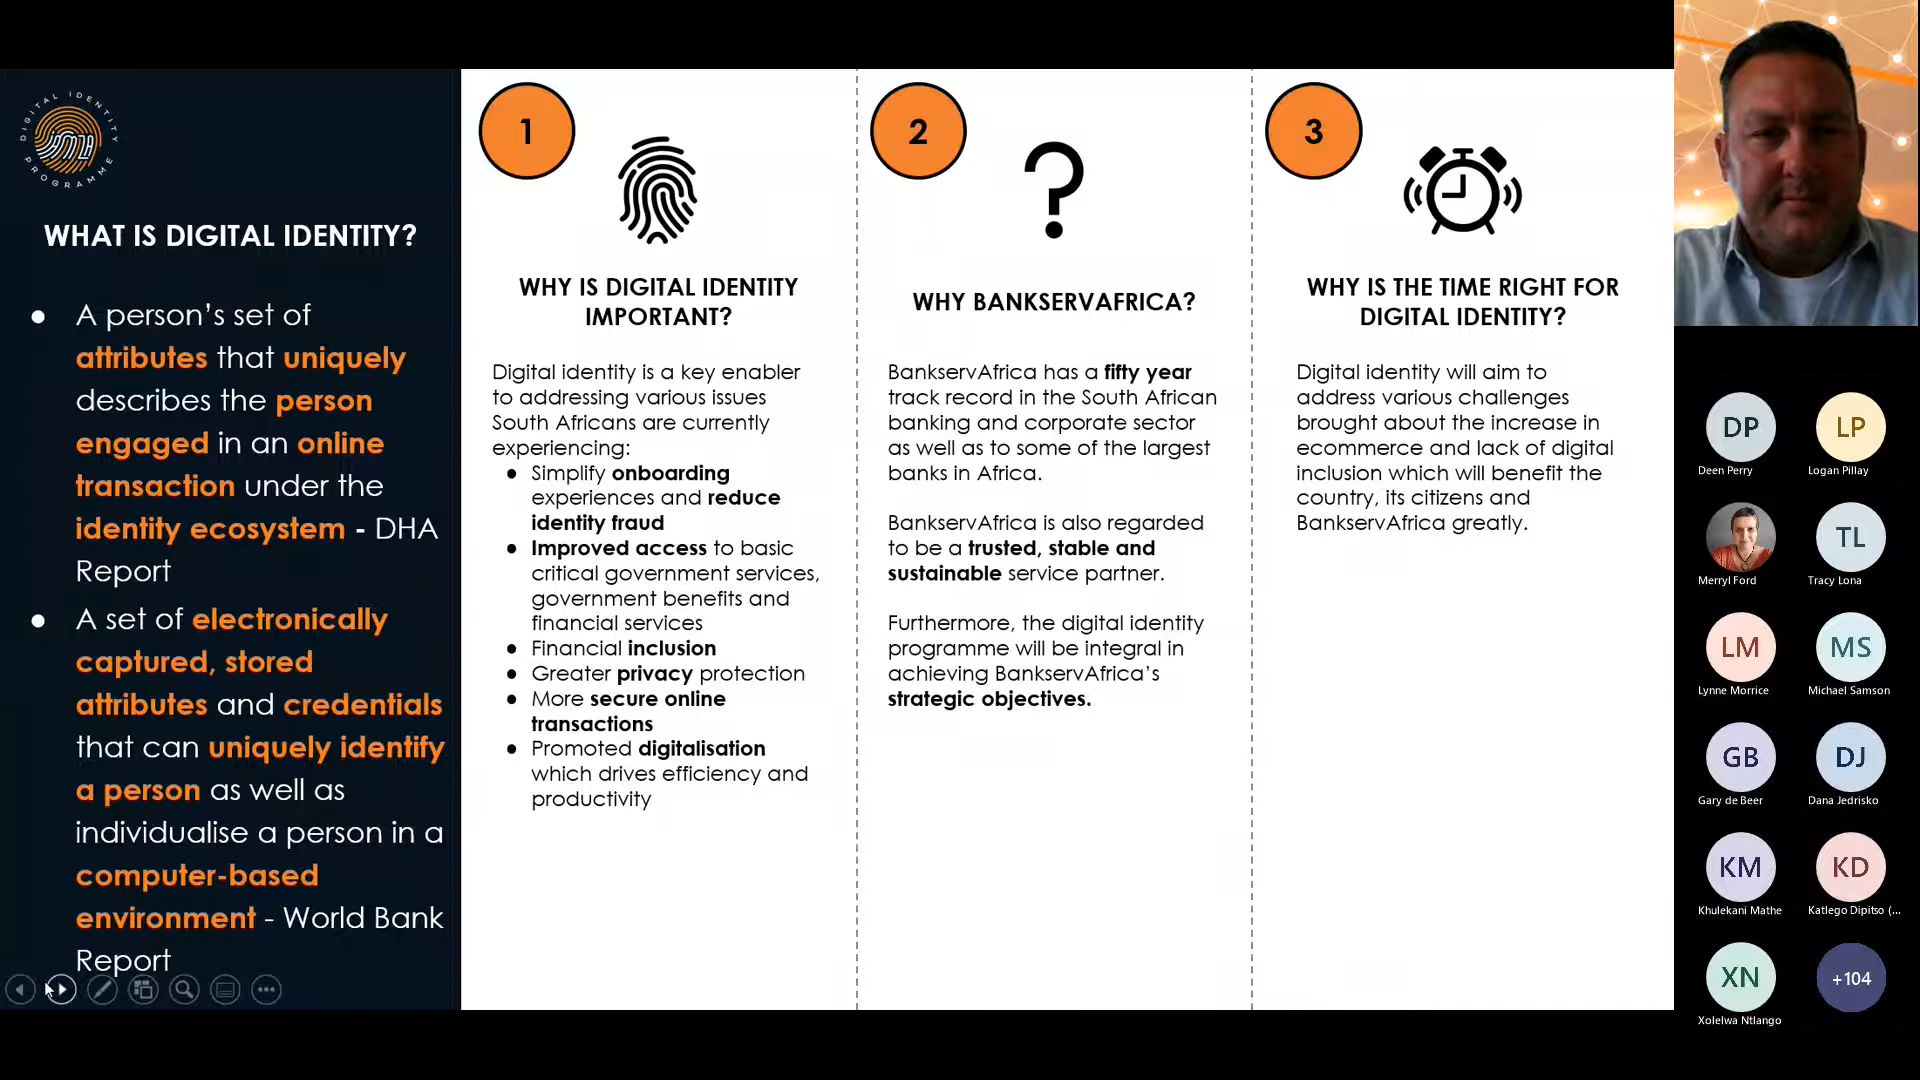 DIGITAL IDENTITY
PROGRAMME
WHAT IS DIGITAL IDENTITY?
● A person’s set of
attributes that uniquely
describes the person
engaged in an online
transaction under the
identity ecosystem - DHA
Report
● A set of electronically
captured, stored
attributes and credentials
that can uniquely identify
a person as well as
individualise a person in a
computer-based
environment - World Bank
Report
1
WHY IS DIGITAL IDENTITY
IMPORTANT?
Digital identity is a key enabler
to addressing various issues
South Africans are currently
experiencing:
● Simplify onboarding
experiences and reduce
identity fraud
● Improved access to basic
critical government services,
government benefits and
financial services
● Financial inclusion
● Greater privacy protection
● More secure online
transactions
● Promoted digitalisation
which drives efficiency and
productivity
2
?
WHY BANKSERVAFRICA?
BankservAfrica has a fifty year
track record in the South African
banking and corporate sector
as well as to some of the largest
banks in Africa.
BankservAfrica is also regarded
to be a trusted, stable and
sustainable service partner.
Furthermore, the digital identity
programme will be integral in
achieving BankservAfrica’s
strategic objectives.
3
WHY IS THE TIME RIGHT FOR
DIGITAL IDENTITY?
Digital identity will aim to
address various challenges
brought about the increase in
ecommerce and lack of digital
inclusion which will benefit the
country, its citizens and
BankservAfrica greatly.
DP
Deen Perry
LP
Logan Pillay
Merryl Ford
TL
Tracy Lona
LM
Lynne Morrice
MS
Michael Samson
GB
Gary de Beer
DJ
Dana Jedrisko
KM
Khulekani Mathe
KD
Katlego Dipitso (...
XN
Xolelwa Ntlango
+104